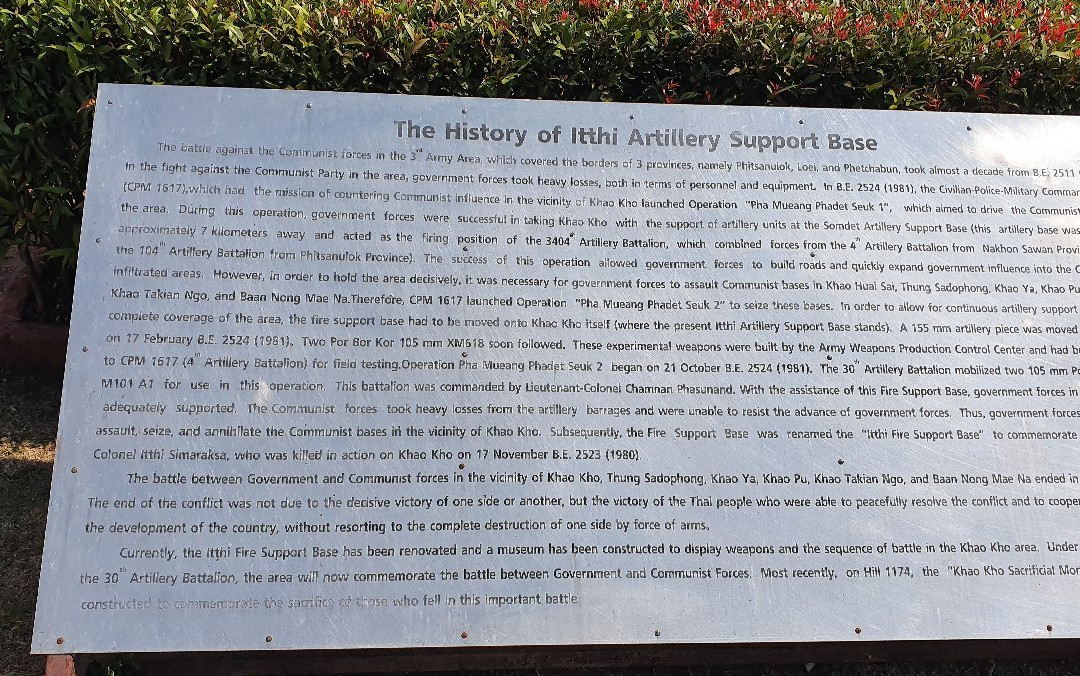 The History of Itthi Artillery Support Base
The battle against the Communist forces in the 3rd Army Area, which covered the borders of 3 provinces, namely Phitsanulok, Loei, and Phetchabun, took almost a decade from B.E. 2511
In the fight against the Communist Party in the area, government forces took heavy losses, both in terms of personnel and equipment. In B.E. 2524 (1981), the Civilian-Police-Military
(CPM 1617),which had the mission of countering Communist influence in the vicinity of Khao Kho launched Operation "Pha Mueang Phadet Seuk 1", which aimed to drive the Communist
the area. During this operation, government forces were successful in taking Khao Kho with the support of artillery units at the Somdet Artillery Support Base (this artillery base was
approximately 7 kilometers away and acted as the firing position of the 3404th Artillery Battalion, which combined forces from the 4th Artillery Battalion from Nakhon Sawan
the 104th Artillery Battalion from Phitsanulok Province). The success of this operation allowed government forces to build roads and quickly expand government influence into the
infiltrated areas. However, in order to hold the area decisively, it was necessary for government forces to assault Communist bases in Khao Huai Sai, Thung Sadophong, Khao Ya, Khao Pu
Khao Takian Ngo, and Baan Nong Mae Na.Therefore, CPM 1617 launched Operation "Pha Mueang Phadet Seuk 2" to seize these bases. In order to allow for continuous artillery support
complete coverage of the area, the fire support base had to be moved onto Khao Kho itself (where the present Itthi Artillery Support Base stands). A 155 mm artillery piece was moved
on 17 February B.E. 2524 (1981). Two Por Bor Kor 105 mm XM618 soon followed. These experimental weapons were built by the Army Weapons Production Control Center and had
to CPM 1617 (4th Artillery Battalion) for field testing.Operation Pha Mueang Phadet Seuk 2 began on 21 October B.E. 2524 (1981). The 30th Artillery Battalion mobilized two 105 mm
M101 A1 for use in this operation. This battalion was commanded by Lieutenant-Colonel Chamnan Phasunand. With the assistance of this Fire Support Base, government forces in
adequately supported. The Communist forces took heavy losses from the artillery barrages and were unable to resist the advance of government forces. Thus, government forces
assault, seize, and annihilate the Communist bases in the vicinity of Khao Kho. Subsequently, the Fire Support Base was renamed the "Itthi Fire Support Base" to commemorate
Colonel Itthi Simaraksa, who was killed in action on Khao Kho on 17 November B.E. 2523 (1980).
The battle between Government and Communist forces in the vicinity of Khao Kho, Thung Sadophong, Khao Ya, Khao Pu, Khao Takian Ngo, and Baan Nong Mae Na ended in
The end of the conflict was not due to the decisive victory of one side or another, but the victory of the Thai people who were able to peacefully resolve the conflict and to
the development of the country, without resorting to the complete destruction of one side by force of arms.
Currently, the Itthi Fire Support Base has been renovated and a museum has been constructed to display weapons and the sequence of battle in the Khao Kho area. Under
the 30th Artillery Battalion, the area will now commemorate the battle between Government and Communist Forces. Most recently, on Hill 1174, the "Khao Kho Sacrificial
constructed to commemorate the sacrifice of those who fell in this important battle